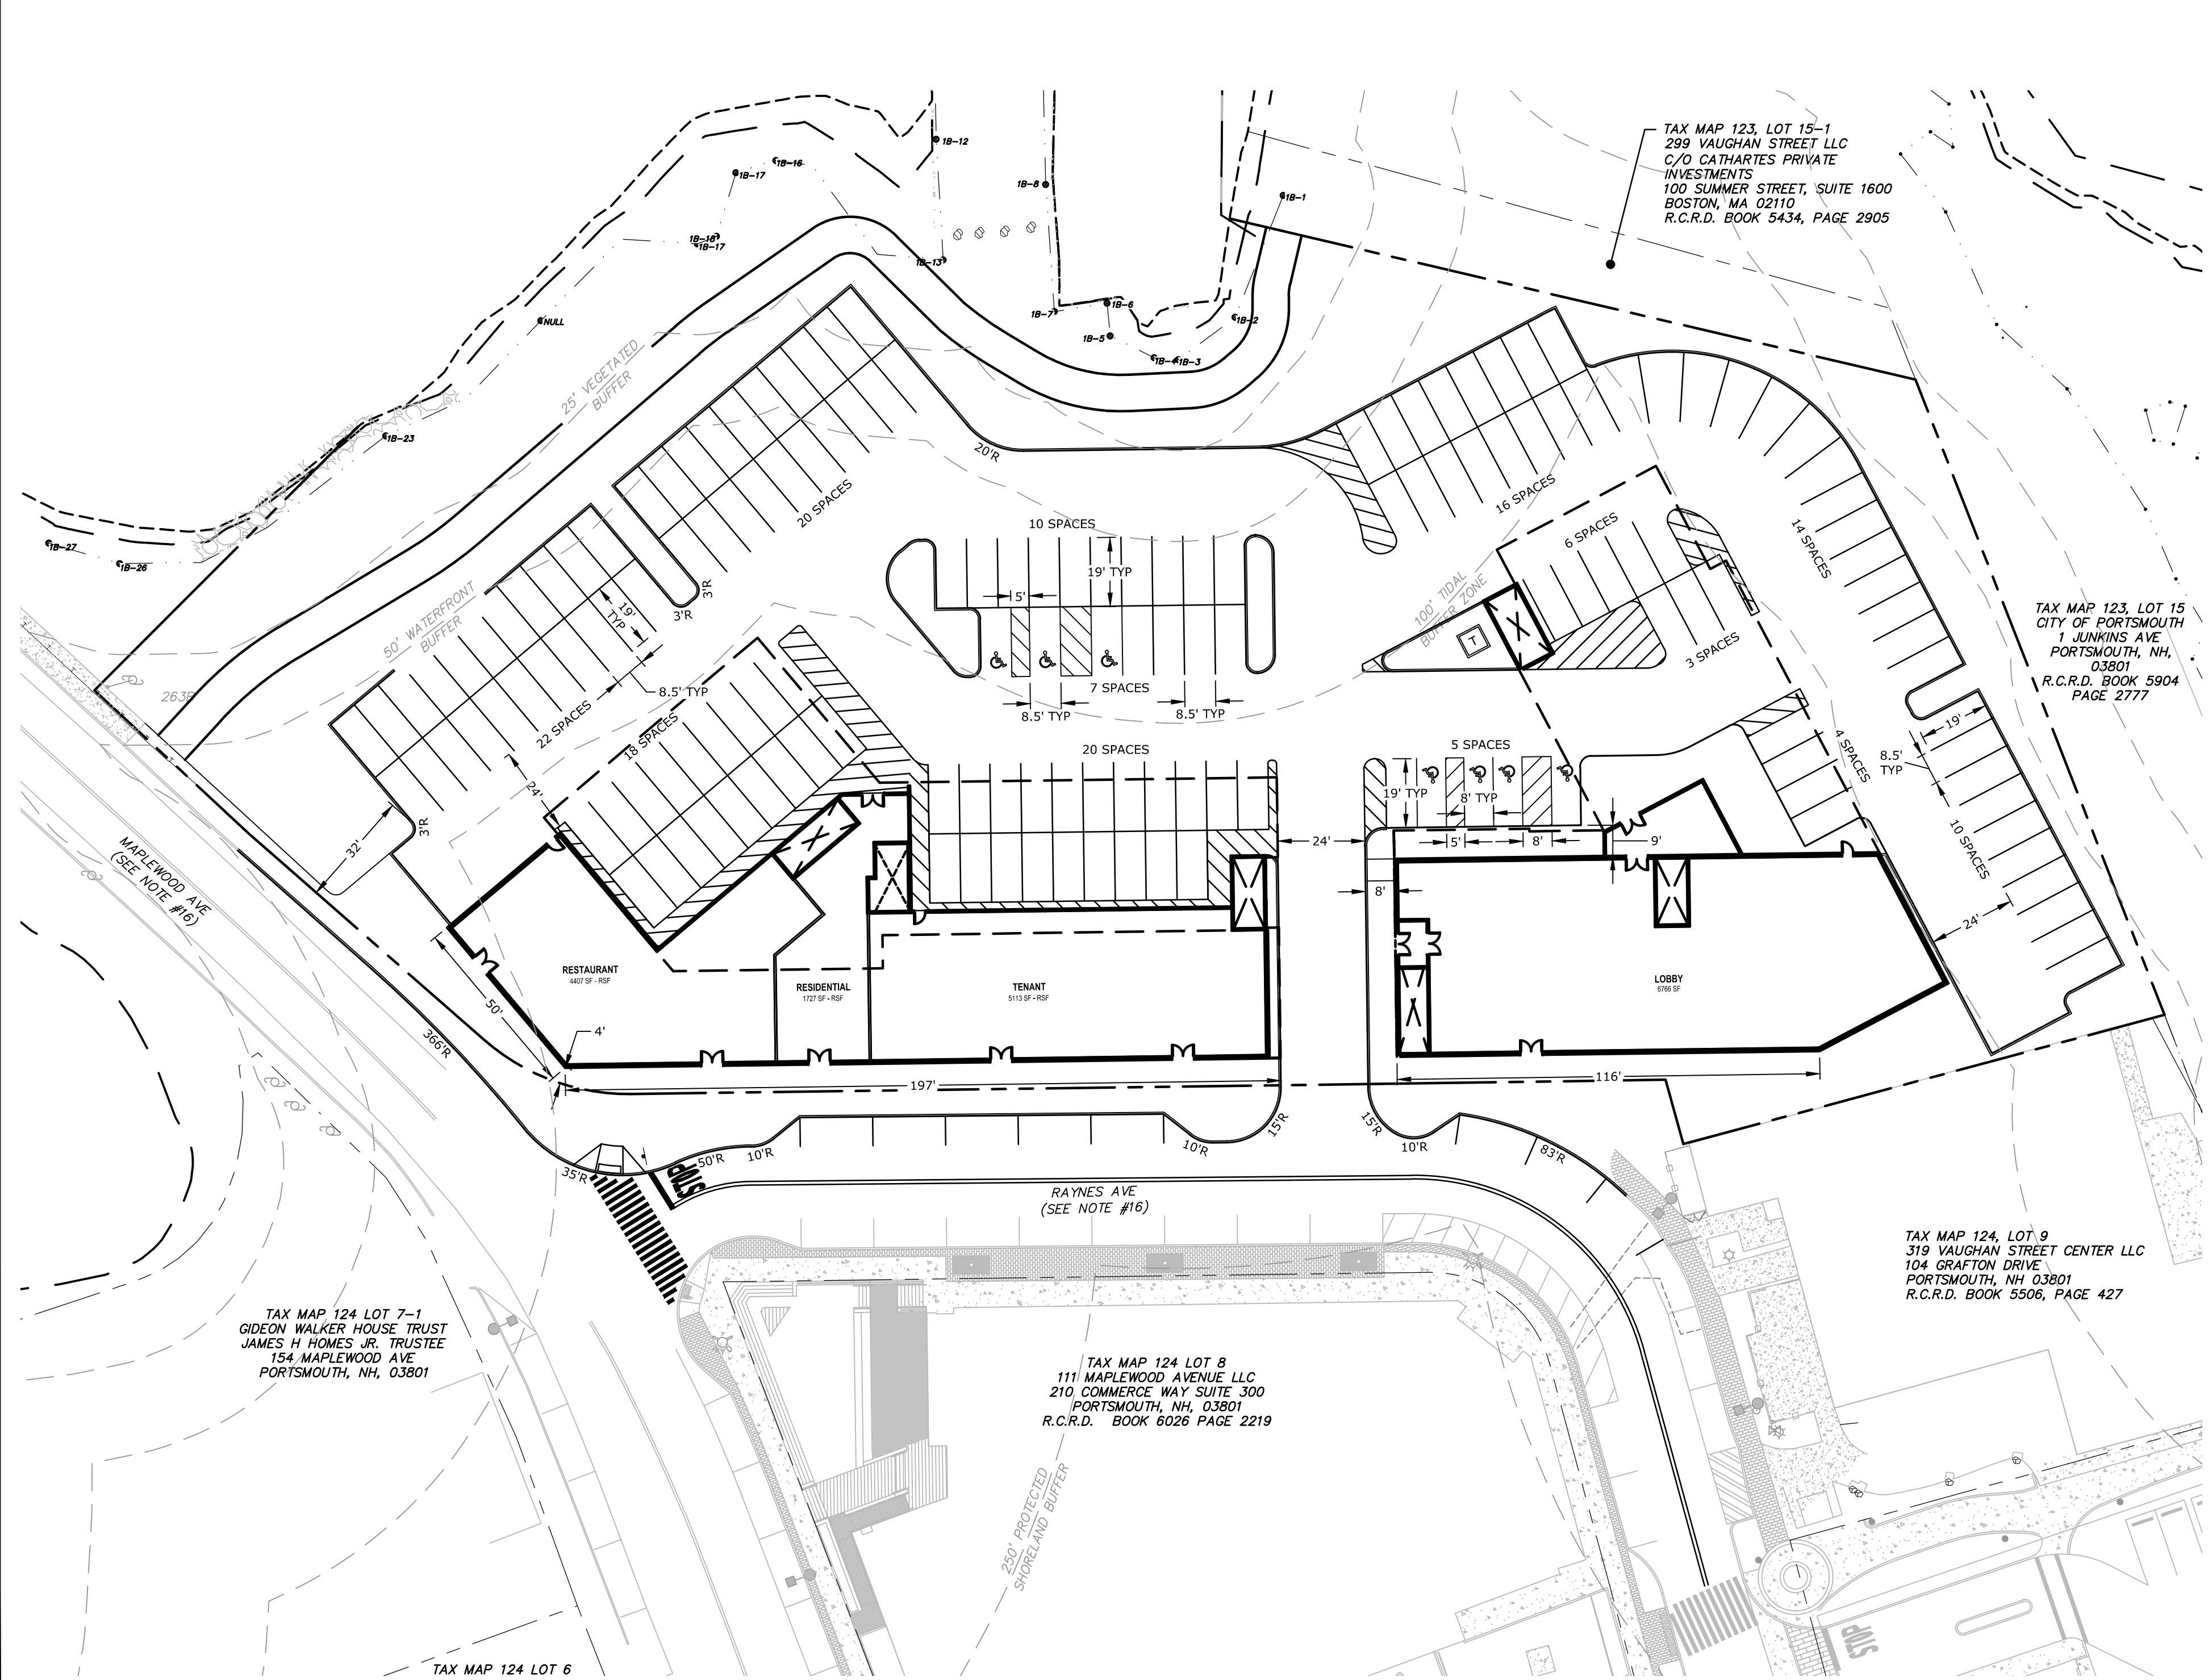 TAX MAP 123, LOT 15-1
299 VAUGHAN STREET LLC
C/O CATHARTES PRIVATE
INVESTMENTS
100 SUMMER STREET, SUITE 1600
BOSTON, MA 02110
R.C.R.D. BOOK 5434, PAGE 2905
1B-12
1B-16
1B-17
1B-8
1B-1
1B-18
1B-17
1B-13
1B-6
1B-7
1B-2
NULL
1B-5
1B-4
1B-3
25' VEGETATED
BUFFER
1B-23
20'R
20 SPACES
16 SPACES
1B-27
1B-26
10 SPACES
6 SPACES
14 SPACES
19' TYP
5'
50' WATERFRONT
BUFFER
3'R
3'R
19'
TYP
100' TIDAL
BUFFER ZONE
T
TAX MAP 123, LOT 15
CITY OF PORTSMOUTH
1 JUNKINS AVE
PORTSMOUTH, NH,
03801
R.C.R.D. BOOK 5904
PAGE 2777
3 SPACES
263B
8.5' TYP
7 SPACES
8.5' TYP
8.5' TYP
22 SPACES
18 SPACES
19'
20 SPACES
5 SPACES
4 SPACES
8.5'
TYP
24'
19' TYP
8' TYP
10 SPACES
3'R
32'
24'
5'
8'
9'
MAPLEWOOD AVE
(SEE NOTE #16)
8'
24'
RESTAURANT
4407 SF - RSF
RESIDENTIAL
1727 SF - RSF
TENANT
5113 SF - RSF
LOBBY
6766 SF
50'
4'
366'R
197'
116'
15'R
15'R
35'R
STOP
50'R
10'R
10'R
10'R
83'R
RAYNES AVE
(SEE NOTE #16)
TAX MAP 124, LOT 9
319 VAUGHAN STREET CENTER LLC
104 GRAFTON DRIVE
PORTSMOUTH, NH 03801
R.C.R.D. BOOK 5506, PAGE 427
TAX MAP 124 LOT 7-1
GIDEON WALKER HOUSE TRUST
JAMES H HOMES JR. TRUSTEE
154 MAPLEWOOD AVE
PORTSMOUTH, NH, 03801
TAX MAP 124 LOT 8
111 MAPLEWOOD AVENUE LLC
210 COMMERCE WAY SUITE 300
PORTSMOUTH, NH, 03801
R.C.R.D. BOOK 6026 PAGE 2219
250' PROTECTED
SHORELAND BUFFER
STOP
TAX MAP 124 LOT 6